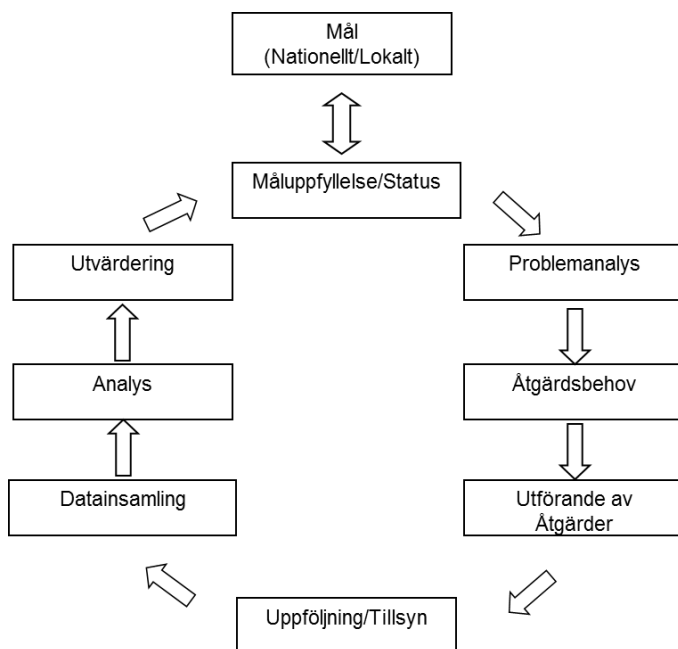 Mål
(Nationellt/Lokalt)
Måluppfyllelse/Status
Utvärdering
Problemanalys
Analys
Åtgärdsbehov
Datainsamling
Utförande av
Åtgärder
Uppföljning/Tillsyn